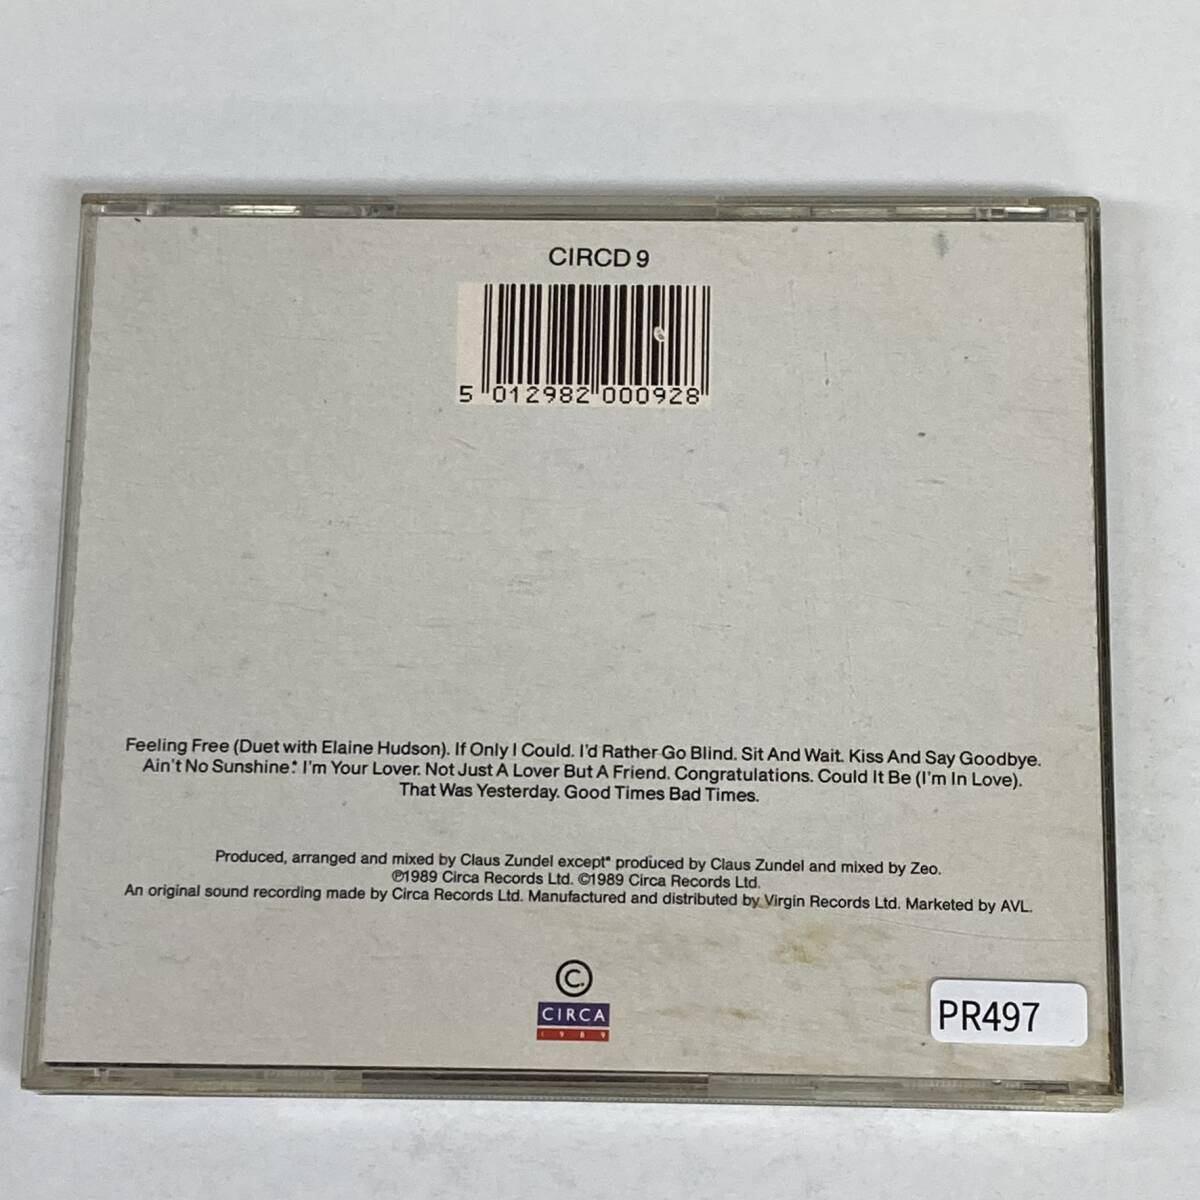 CIRCD 9
5 012982 000928
Feeling Free (Duet with Elaine Hudson). If Only I Could. I'd Rather Go Blind. Sit And Wait. Kiss And Say Goodbye.
Ain't No Sunshine.* I'm Your Lover. Not Just A Lover But A Friend. Congratulations. Could It Be (I'm In Love).
That Was Yesterday. Good Times Bad Times.
Produced, arranged and mixed by Claus Zundel except* produced by Claus Zundel and mixed by Zeo.
℗1989 Circa Records Ltd. ©1989 Circa Records Ltd.
An original sound recording made by Circa Records Ltd. Manufactured and distributed by Virgin Records Ltd. Marketed by AVL.
C.
CIRCA
1989
PR497